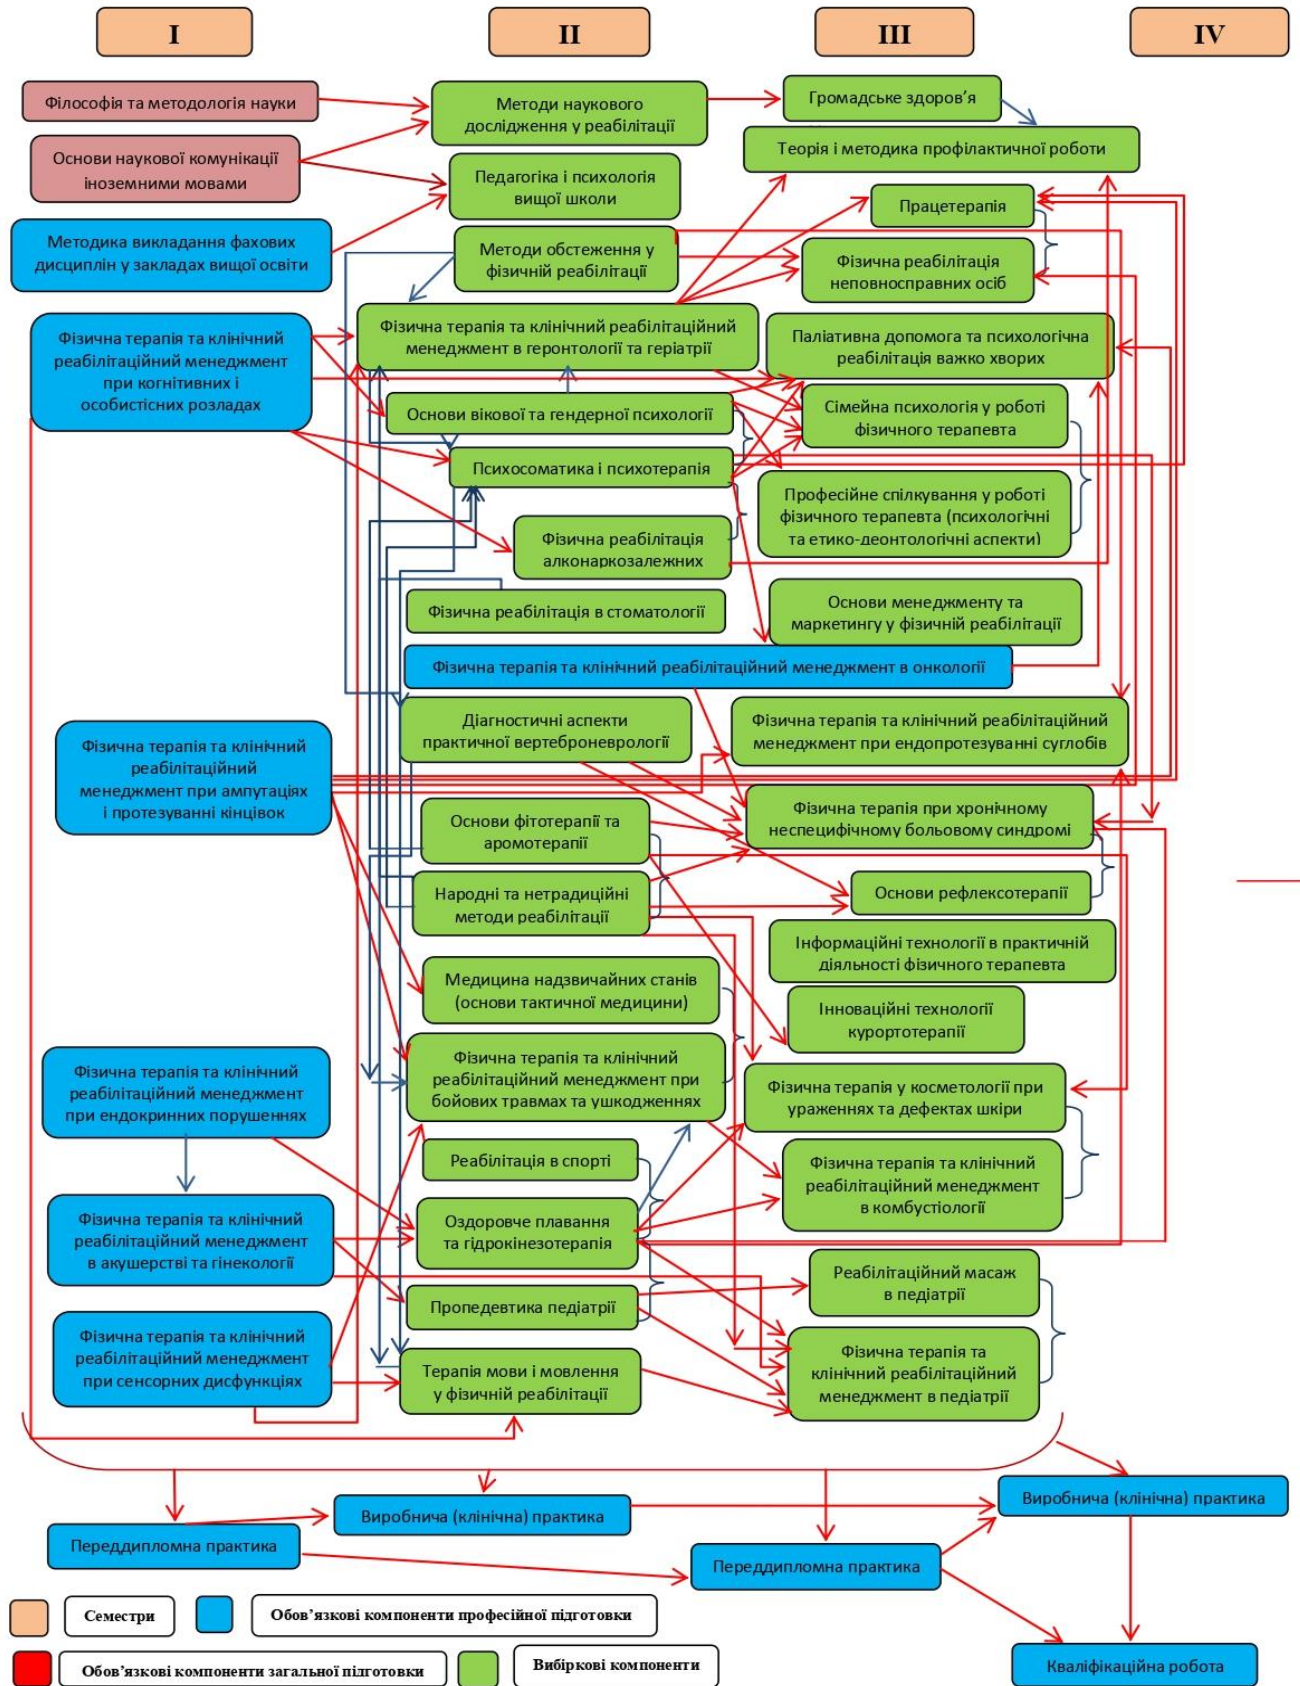 I
II
III
IV
Філософія та методологія науки
Основи наукової комунікації
іноземними мовами
Методика викладання фахових
дисциплін у закладах вищої освіти
Фізична терапія та клінічний
реабілітаційний менеджмент
при когнітивних і
особистісних розладах
Фізична терапія та клінічний
реабілітаційний
менеджмент при ампутаціях
і протезуванні кінцівок
Фізична терапія та клінічний
реабілітаційний менеджмент
при ендокринних порушеннях
Фізична терапія та клінічний
реабілітаційний менеджмент
в акушерстві та гінекології
Фізична терапія та клінічний
реабілітаційний менеджмент
при сенсорних дисфункціях
Методи наукового
дослідження у реабілітації
Педагогіка і психологія
вищої школи
Методи обстеження у
фізичній реабілітації
Фізична терапія та клінічний реабілітаційний
менеджмент в геронтології та геріатрії
Основи вікової та гендерної психології
Психосоматика і психотерапія
Фізична реабілітація
алконаркозалежних
Фізична реабілітація в стоматології
Фізична терапія та клінічний реабілітаційний менеджмент в онкології
Діагностичні аспекти
практичної вертеброневрології
Основи фітотерапії та
аромотерапії
Народні та нетрадиційні
методи реабілітації
Медицина надзвичайних станів
(основи тактичної медицини)
Фізична терапія та клінічний
реабілітаційний менеджмент при
бойових травмах та ушкодженнях
Реабілітація в спорті
Оздоровче плавання
та гідрокінезотерапія
Пропедевтика педіатрії
Терапія мови і мовлення
у фізичній реабілітації
Громадське здоров’я
Теорія і методика профілактичної роботи
Працетерапія
Фізична реабілітація
неповносправних осіб
Паліативна допомога та психологічна
реабілітація важко хворих
Сімейна психологія у роботі
фізичного терапевта
Професійне спілкування у роботі
фізичного терапевта (психологічні
та етико-деонтологічні аспекти)
Основи менеджменту та
маркетингу у фізичній реабілітації
Фізична терапія та клінічний реабілітаційний
менеджмент при ендопротезуванні суглобів
Фізична терапія при хронічному
неспецифічному больовому синдромі
Основи рефлексотерапії
Інформаційні технології в практичній
діяльності фізичного терапевта
Інноваційні технології
курортотерапії
Фізична терапія у косметології при
ураженнях та дефектах шкіри
Фізична терапія та клінічний
реабілітаційний менеджмент
в комбустіології
Реабілітаційний масаж
в педіатрії
Фізична терапія та
клінічний реабілітаційний
менеджмент в педіатрії
Переддипломна практика
Виробнича (клінічна) практика
Переддипломна практика
Виробнича (клінічна) практика
Кваліфікаційна робота
Семестри
Обов’язкові компоненти професійної підготовки
Обов’язкові компоненти загальної підготовки
Вибіркові компоненти